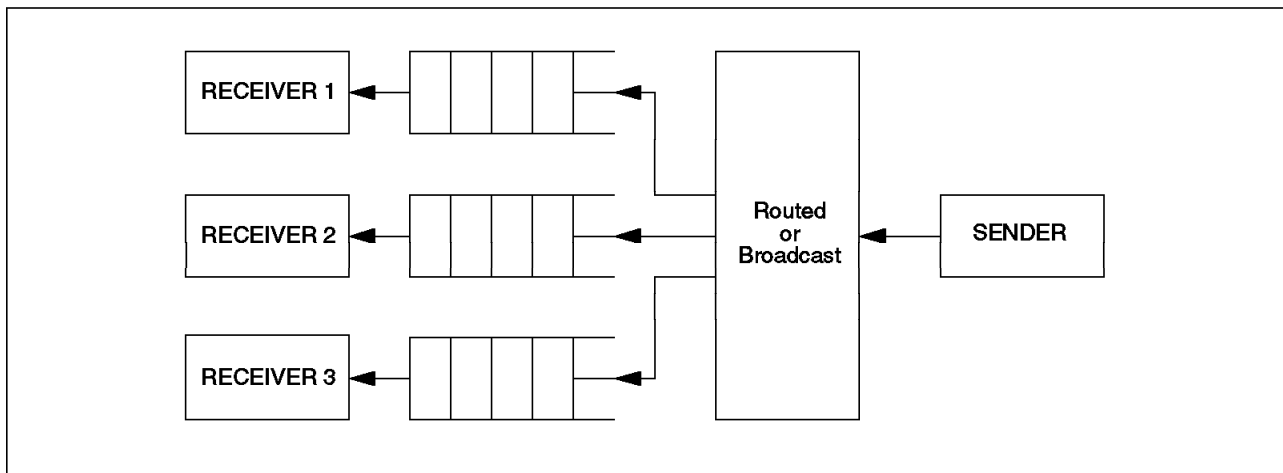 RECEIVER 1
RECEIVER 2
RECEIVER 3
Routed
or
Broadcast
SENDER